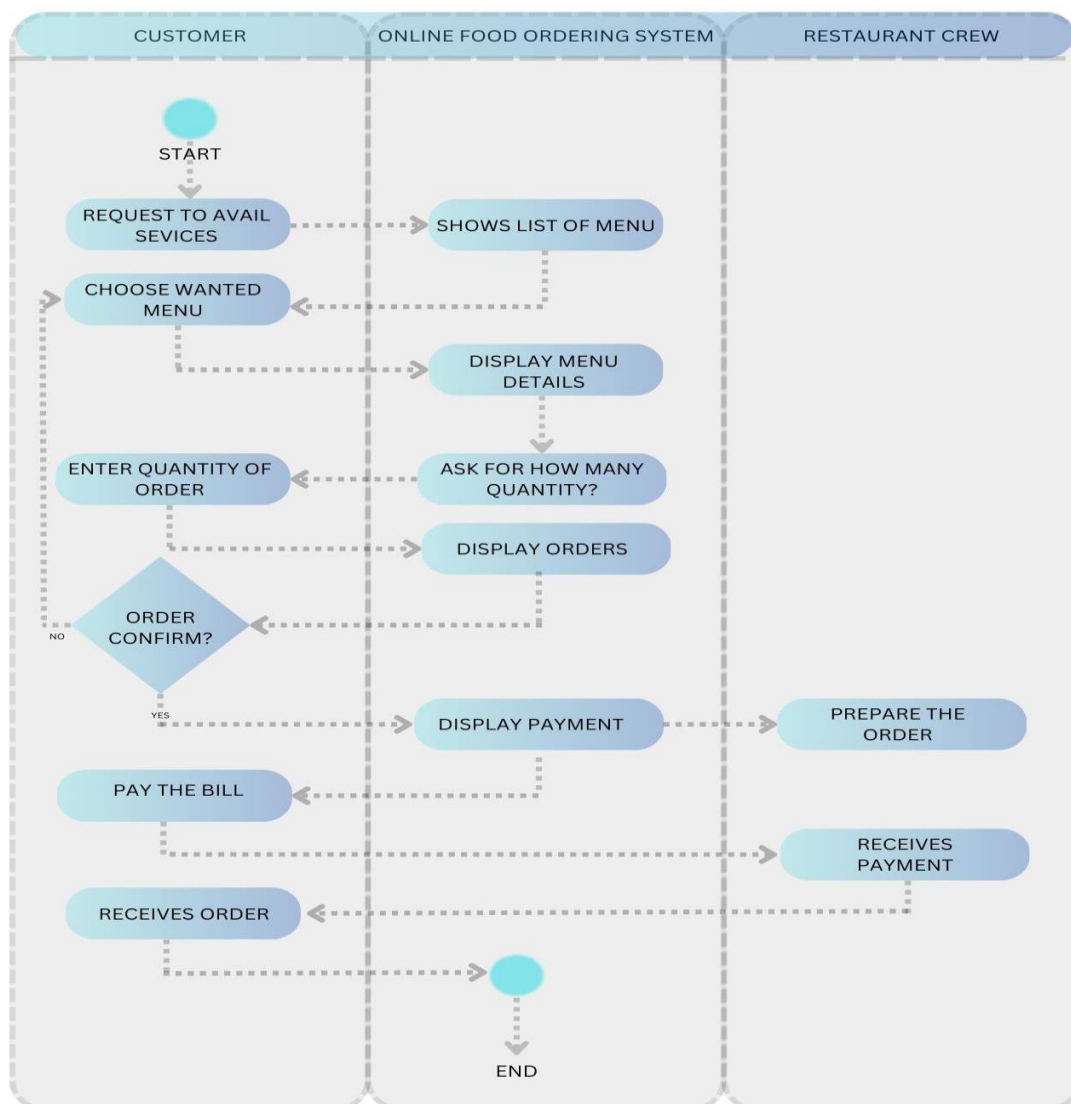 CUSTOMER
ONLINE FOOD ORDERING SYSTEM
RESTAURANT CREW
START
REQUEST TO AVAIL
SEVICES
SHOWS LIST OF MENU
CHOOSE WANTED
MENU
DISPLAY MENU
DETAILS
ENTER QUANTITY OF
ORDER
ASK FOR HOW MANY
QUANTITY?
DISPLAY ORDERS
ORDER
CONFIRM?
NO
YES
DISPLAY PAYMENT
PREPARE THE
ORDER
PAY THE BILL
RECEIVES
PAYMENT
RECEIVES ORDER
END